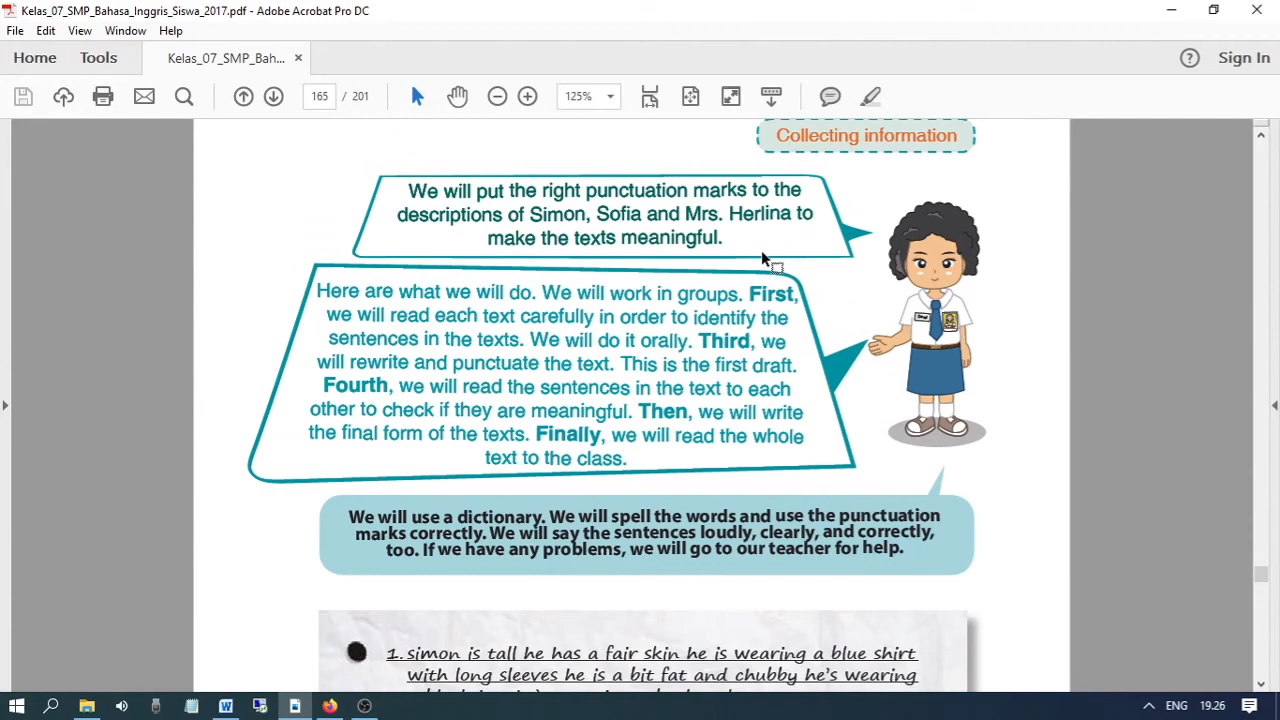 Kelas_07_SMP_Bahasa_Inggris_Siswa_2017.pdf - Adobe Acrobat Pro DC
File Edit View Window Help
Home Tools Kelas_07_SMP_Bah... × Sign In
165 / 201 125%
Collecting information
We will put the right punctuation marks to the
descriptions of Simon, Sofia and Mrs. Herlina to
make the texts meaningful.
Here are what we will do. We will work in groups. First,
we will read each text carefully in order to identify the
sentences in the texts. We will do it orally. Third, we
will rewrite and punctuate the text. This is the first draft.
Fourth, we will read the sentences in the text to each
other to check if they are meaningful. Then, we will write
the final form of the texts. Finally, we will read the whole
text to the class.
We will use a dictionary. We will spell the words and use the punctuation
marks correctly. We will say the sentences loudly, clearly, and correctly,
too. If we have any problems, we will go to our teacher for help.
1. simon is tall he has a fair skin he is wearing a blue shirt
with long sleeves he is a bit fat and chubby he's wearing
ENG 19.26